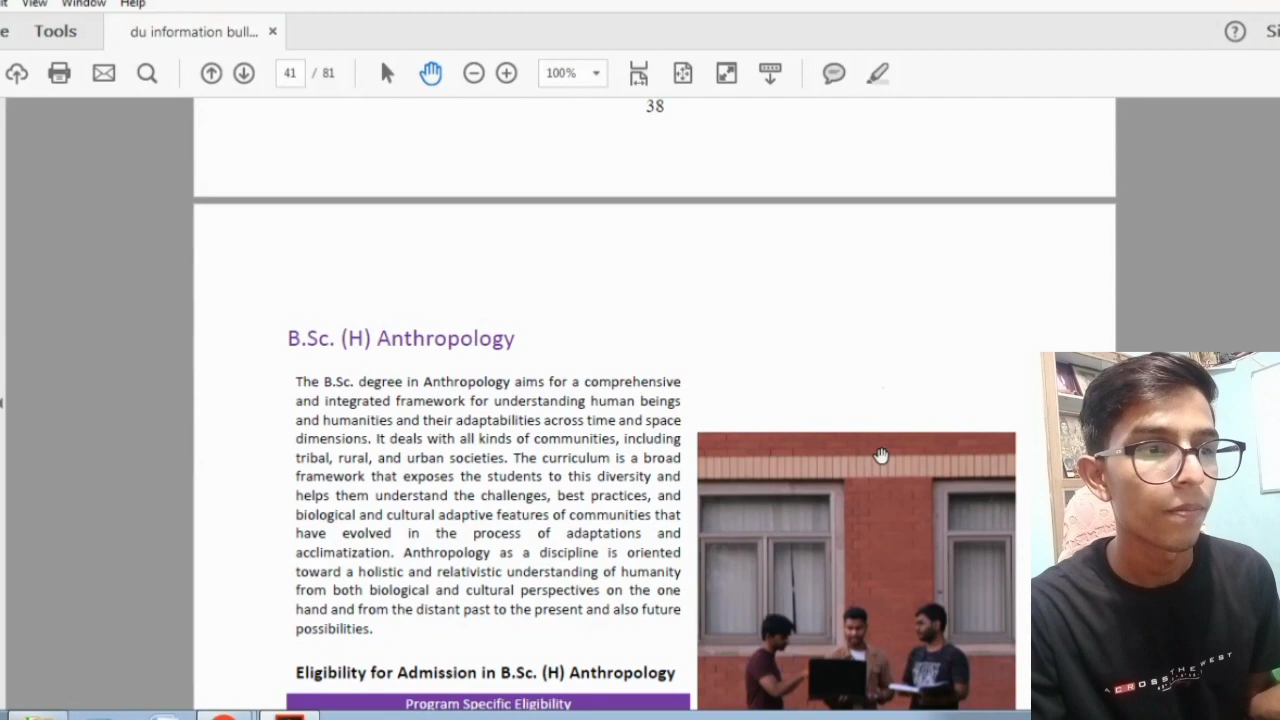 it View Window Help
e Tools du information bull... ×
? Si
41 / 81 100%
38
B.Sc. (H) Anthropology
The B.Sc. degree in Anthropology aims for a comprehensive
and integrated framework for understanding human beings
and humanities and their adaptabilities across time and space
dimensions. It deals with all kinds of communities, including
tribal, rural, and urban societies. The curriculum is a broad
framework that exposes the students to this diversity and
helps them understand the challenges, best practices, and
biological and cultural adaptive features of communities that
have evolved in the process of adaptations and
acclimatization. Anthropology as a discipline is oriented
toward a holistic and relativistic understanding of humanity
from both biological and cultural perspectives on the one
hand and from the distant past to the present and also future
possibilities.
Eligibility for Admission in B.Sc. (H) Anthropology
Program Specific Eligibility
ACROSS THE WEST